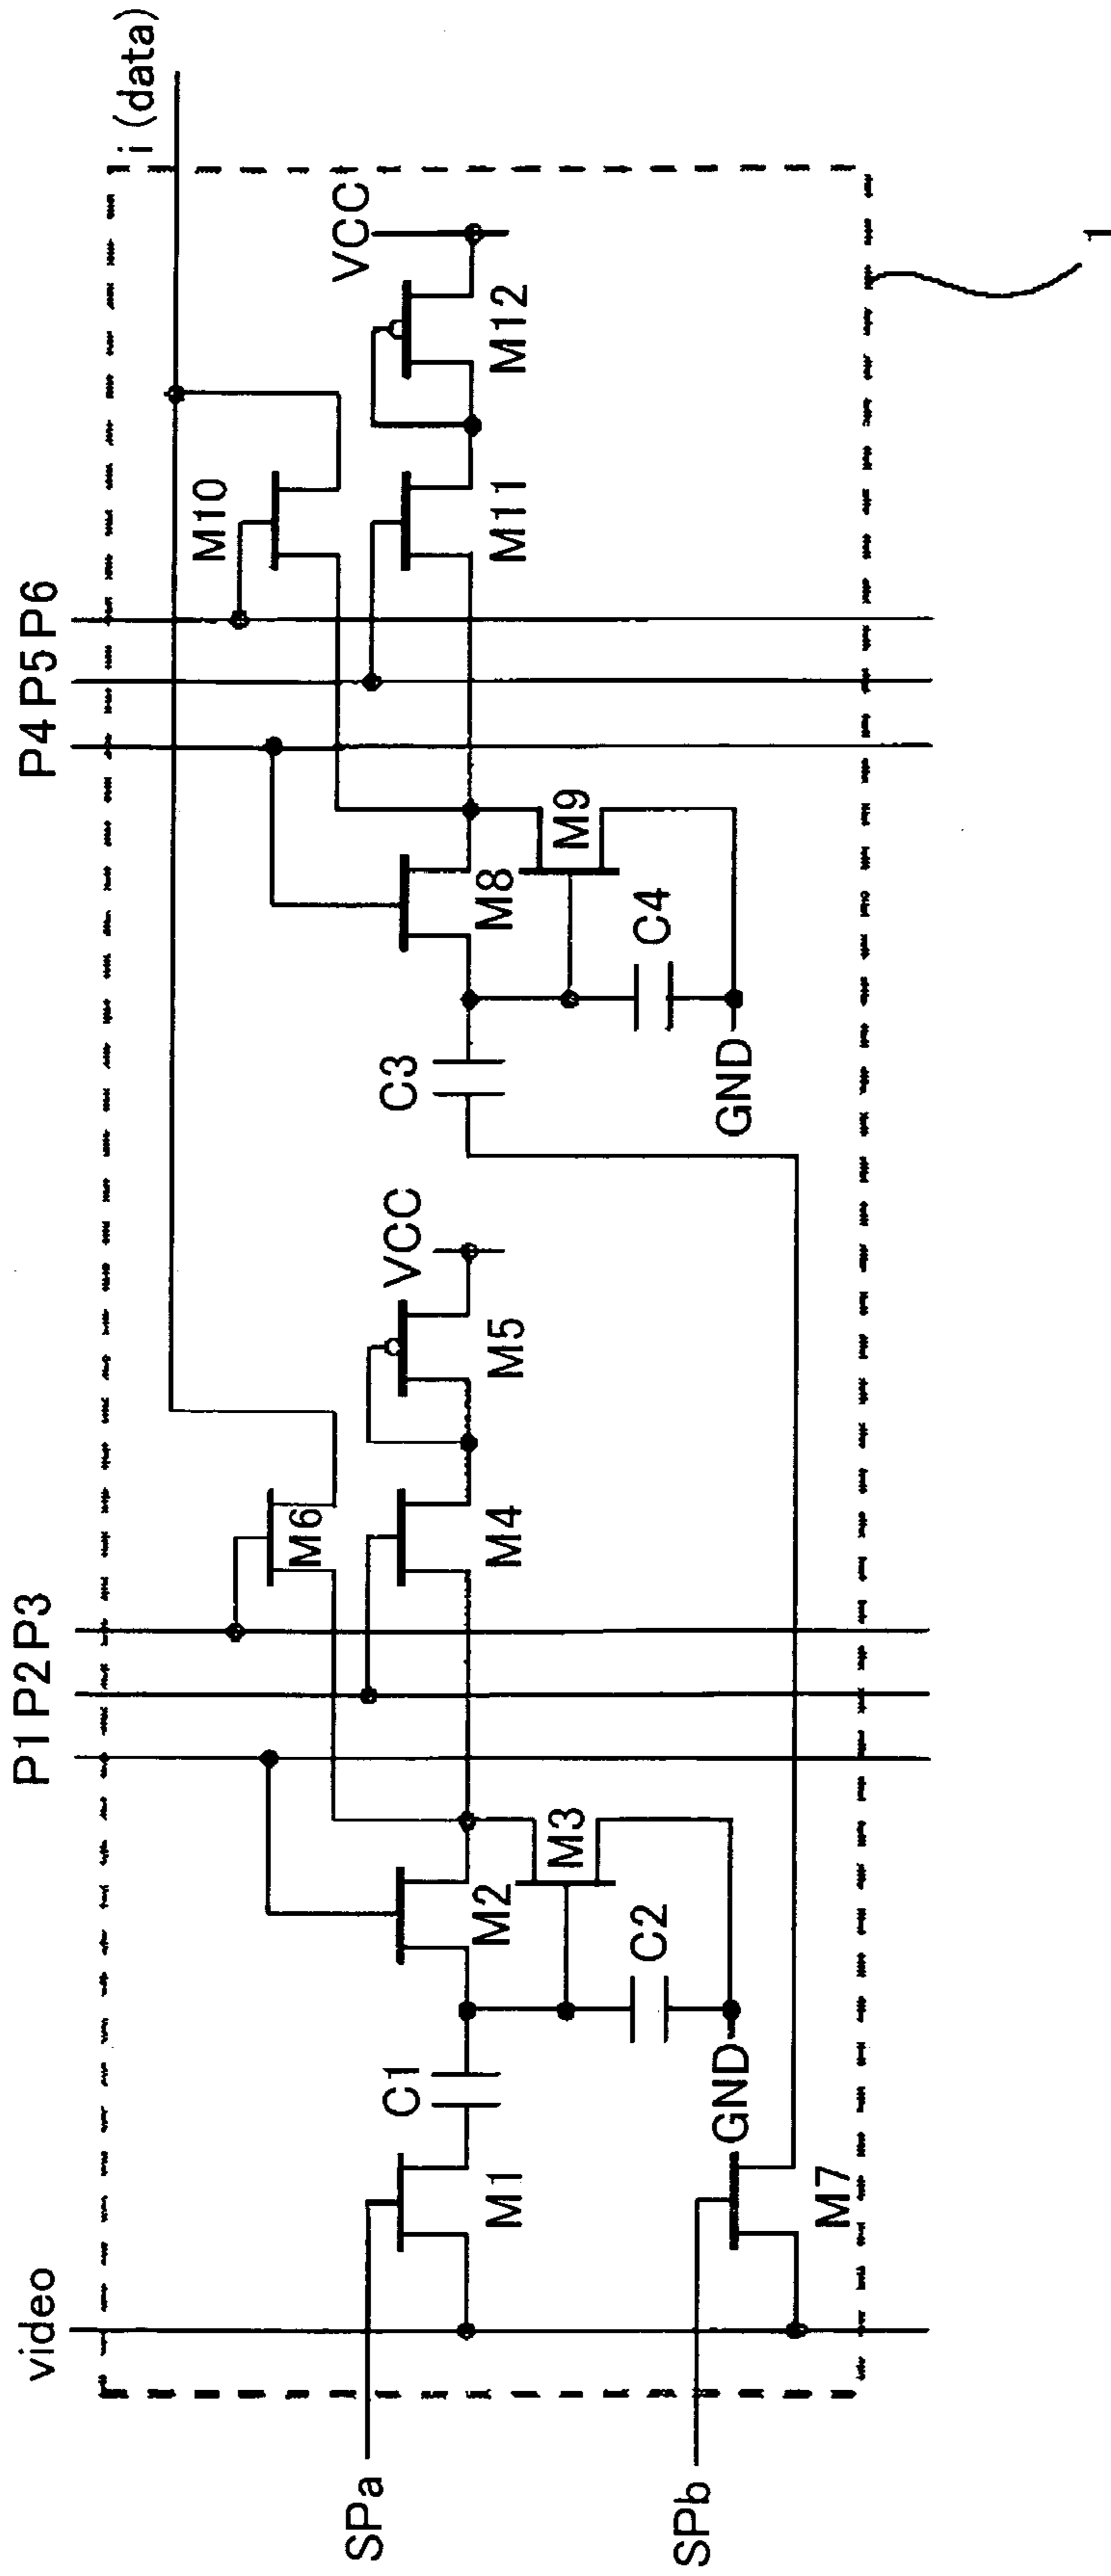 i (data)
VCC
M12
M10
M11
P4 P5 P6
M9
M8
C4
C3
GND
VCC
M5
M6
M4
P1 P2 P3
M3
M2
C2
C1
GND
M1
M7
video
SPa
SPb
1